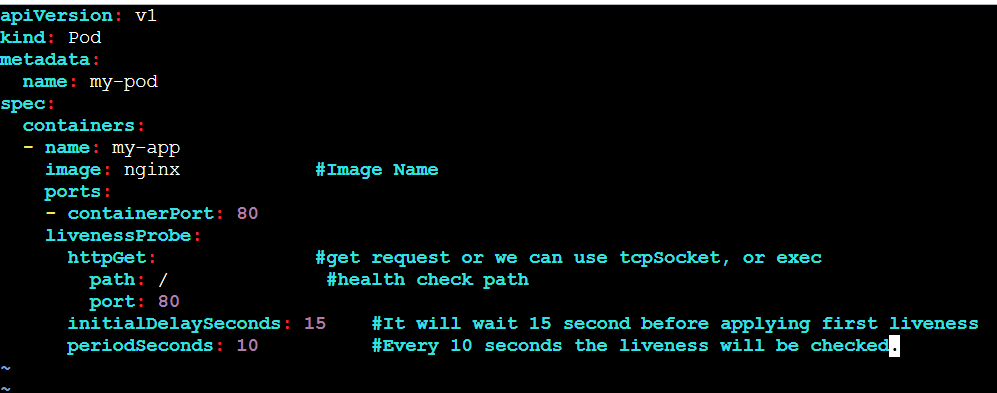 apiVersion: v1
kind: Pod
metadata:
  name: my-pod
spec:
  containers:
  - name: my-app
    image: nginx            #Image Name
    ports:
    - containerPort: 80
    livenessProbe:
      httpGet:              #get request or we can use tcpSocket, or exec
        path: /              #health check path
        port: 80
      initialDelaySeconds: 15    #It will wait 15 second before applying first liveness
      periodSeconds: 10          #Every 10 seconds the liveness will be checked.
~
~